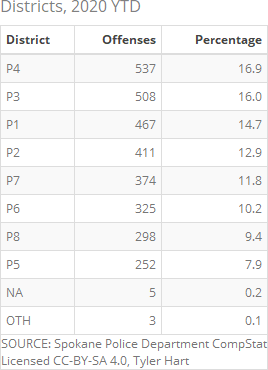 Districts, 2020 YTD
District Offenses Percentage
P4 537 16.9
P3 508 16.0
P1 467 14.7
P2 411 12.9
P7 374 11.8
P6 325 10.2
P8 298 9.4
P5 252 7.9
NA 5 0.2
OTH 3 0.1
SOURCE: Spokane Police Department CompStat
Licensed CC-BY-SA 4.0, Tyler Hart